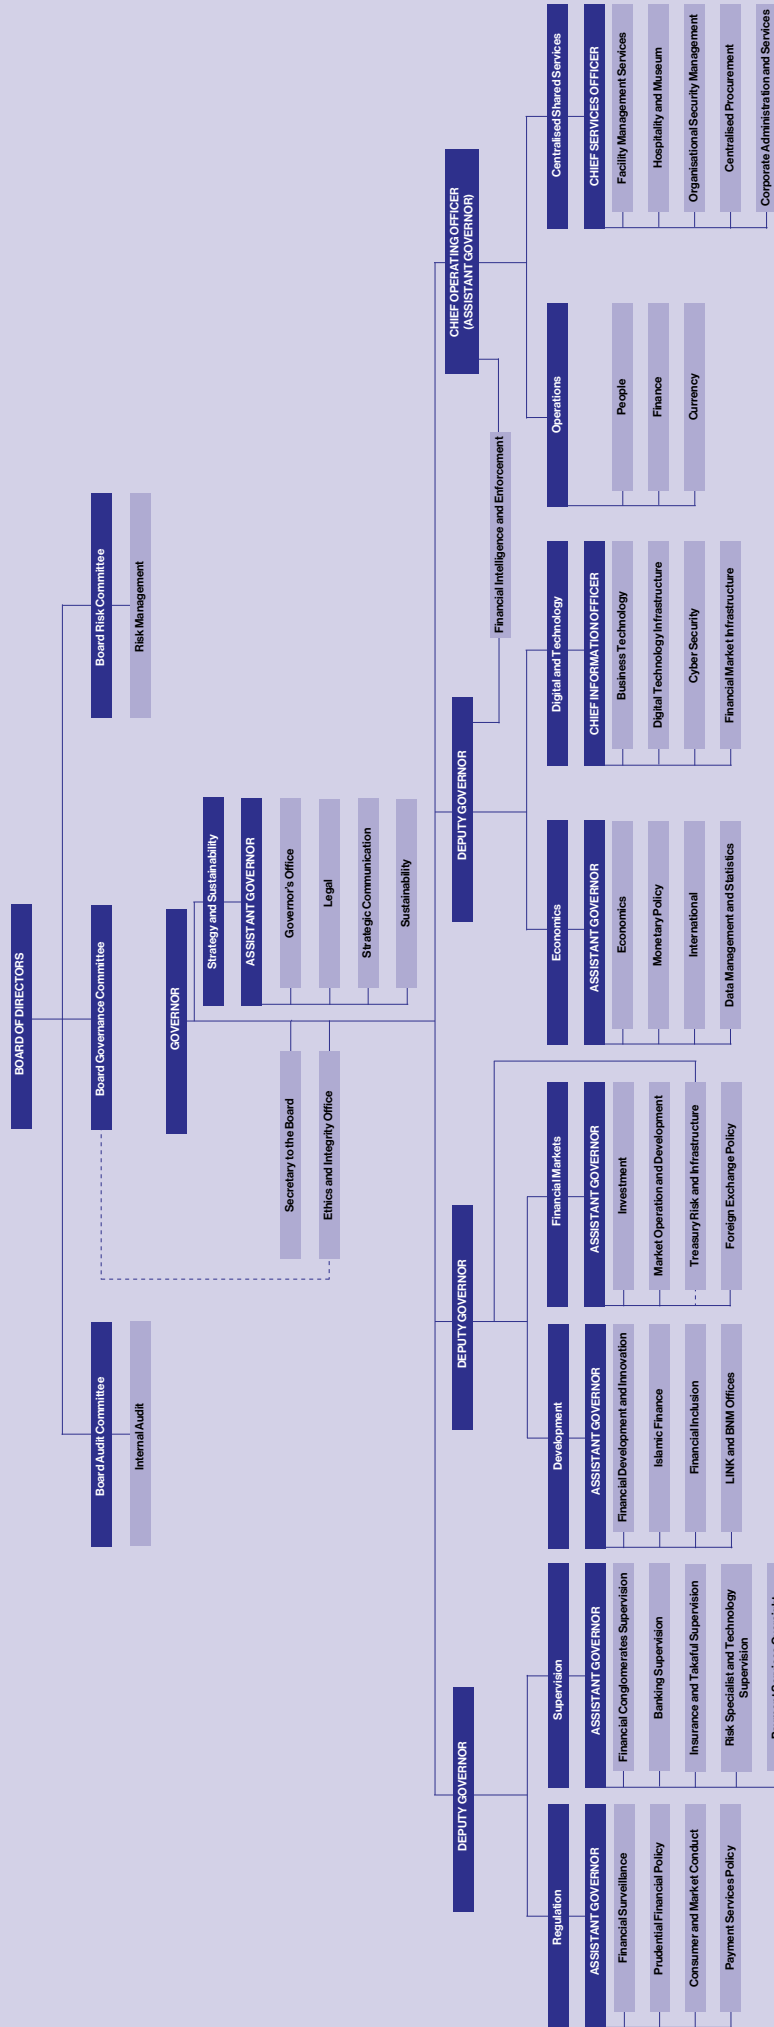 BOARD OF DIRECTORS
Board Audit Committee
Internal Audit
Board Governance Committee
Board Risk Committee
Risk Management
GOVERNOR
Strategy and Sustainability
ASSISTANT GOVERNOR
Governor's Office
Legal
Strategic Communication
Sustainability
Secretary to the Board
Ethics and Integrity Office
DEPUTY GOVERNOR
DEPUTY GOVERNOR
DEPUTY GOVERNOR
CHIEF OPERATING OFFICER
(ASSISTANT GOVERNOR)
Financial Intelligence and Enforcement
Regulation
ASSISTANT GOVERNOR
Financial Surveillance
Prudential Financial Policy
Consumer and Market Conduct
Payment Services Policy
Supervision
ASSISTANT GOVERNOR
Financial Conglomerates Supervision
Banking Supervision
Insurance and Takaful Supervision
Risk Specialist and Technology
Supervision
Development
ASSISTANT GOVERNOR
Financial Development and Innovation
Islamic Finance
Financial Inclusion
LINK and BNM Offices
Financial Markets
ASSISTANT GOVERNOR
Investment
Market Operation and Development
Treasury Risk and Infrastructure
Foreign Exchange Policy
Economics
ASSISTANT GOVERNOR
Economics
Monetary Policy
International
Data Management and Statistics
Digital and Technology
CHIEF INFORMATION OFFICER
Business Technology
Digital Technology Infrastructure
Cyber Security
Financial Market Infrastructure
Operations
People
Finance
Currency
Centralised Shared Services
CHIEF SERVICES OFFICER
Facility Management Services
Hospitality and Museum
Organisational Security Management
Centralised Procurement
Corporate Administration and Services